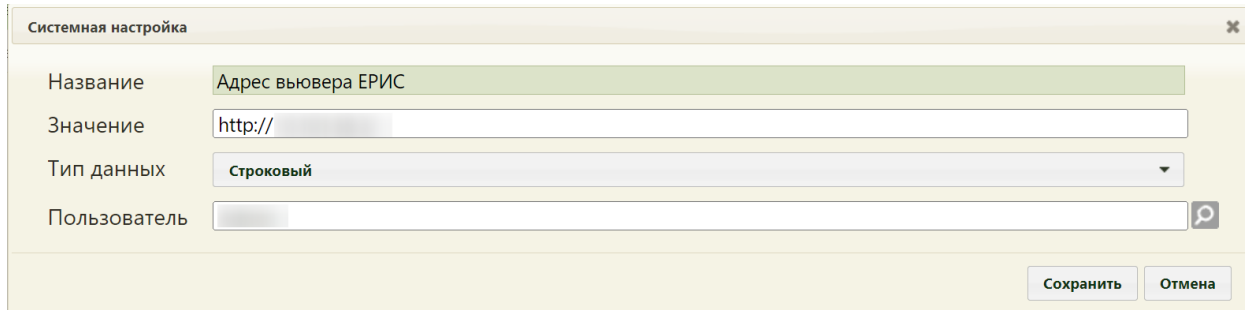 Системная настройка
Название Адрес вьювера ЕРИС
Значение http://
Тип данных Строковый
Пользователь
Сохранить Отмена